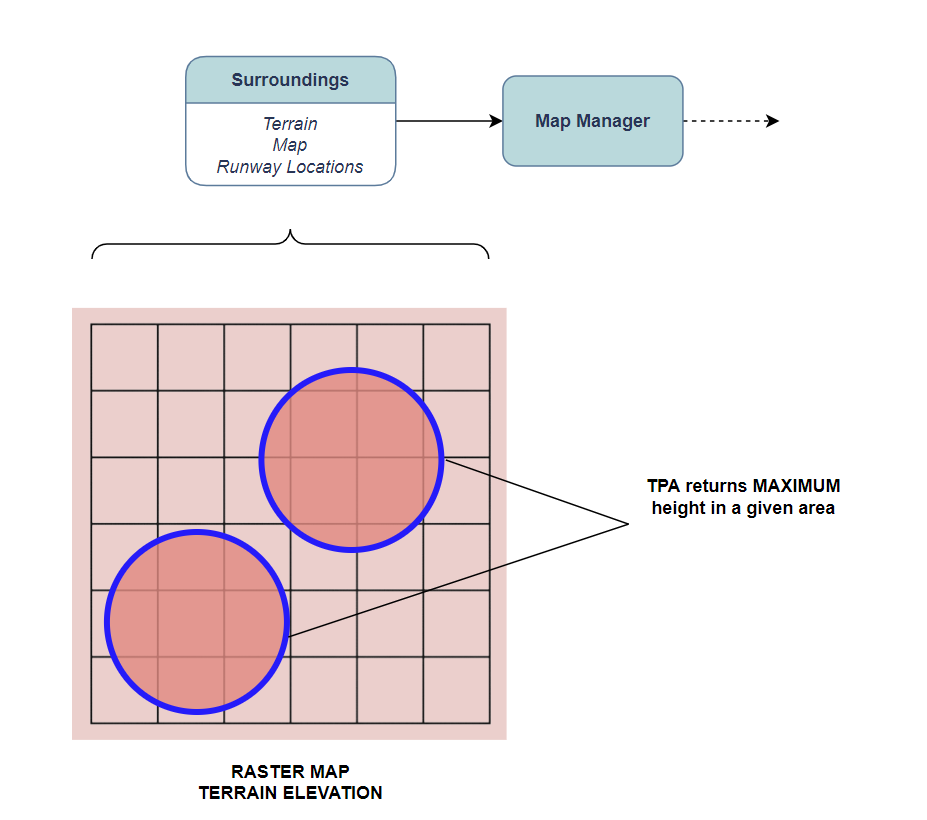 Surroundings
Terrain
Map
Runway Locations
Map Manager
TPA returns MAXIMUM
height in a given area
RASTER MAP
TERRAIN ELEVATION